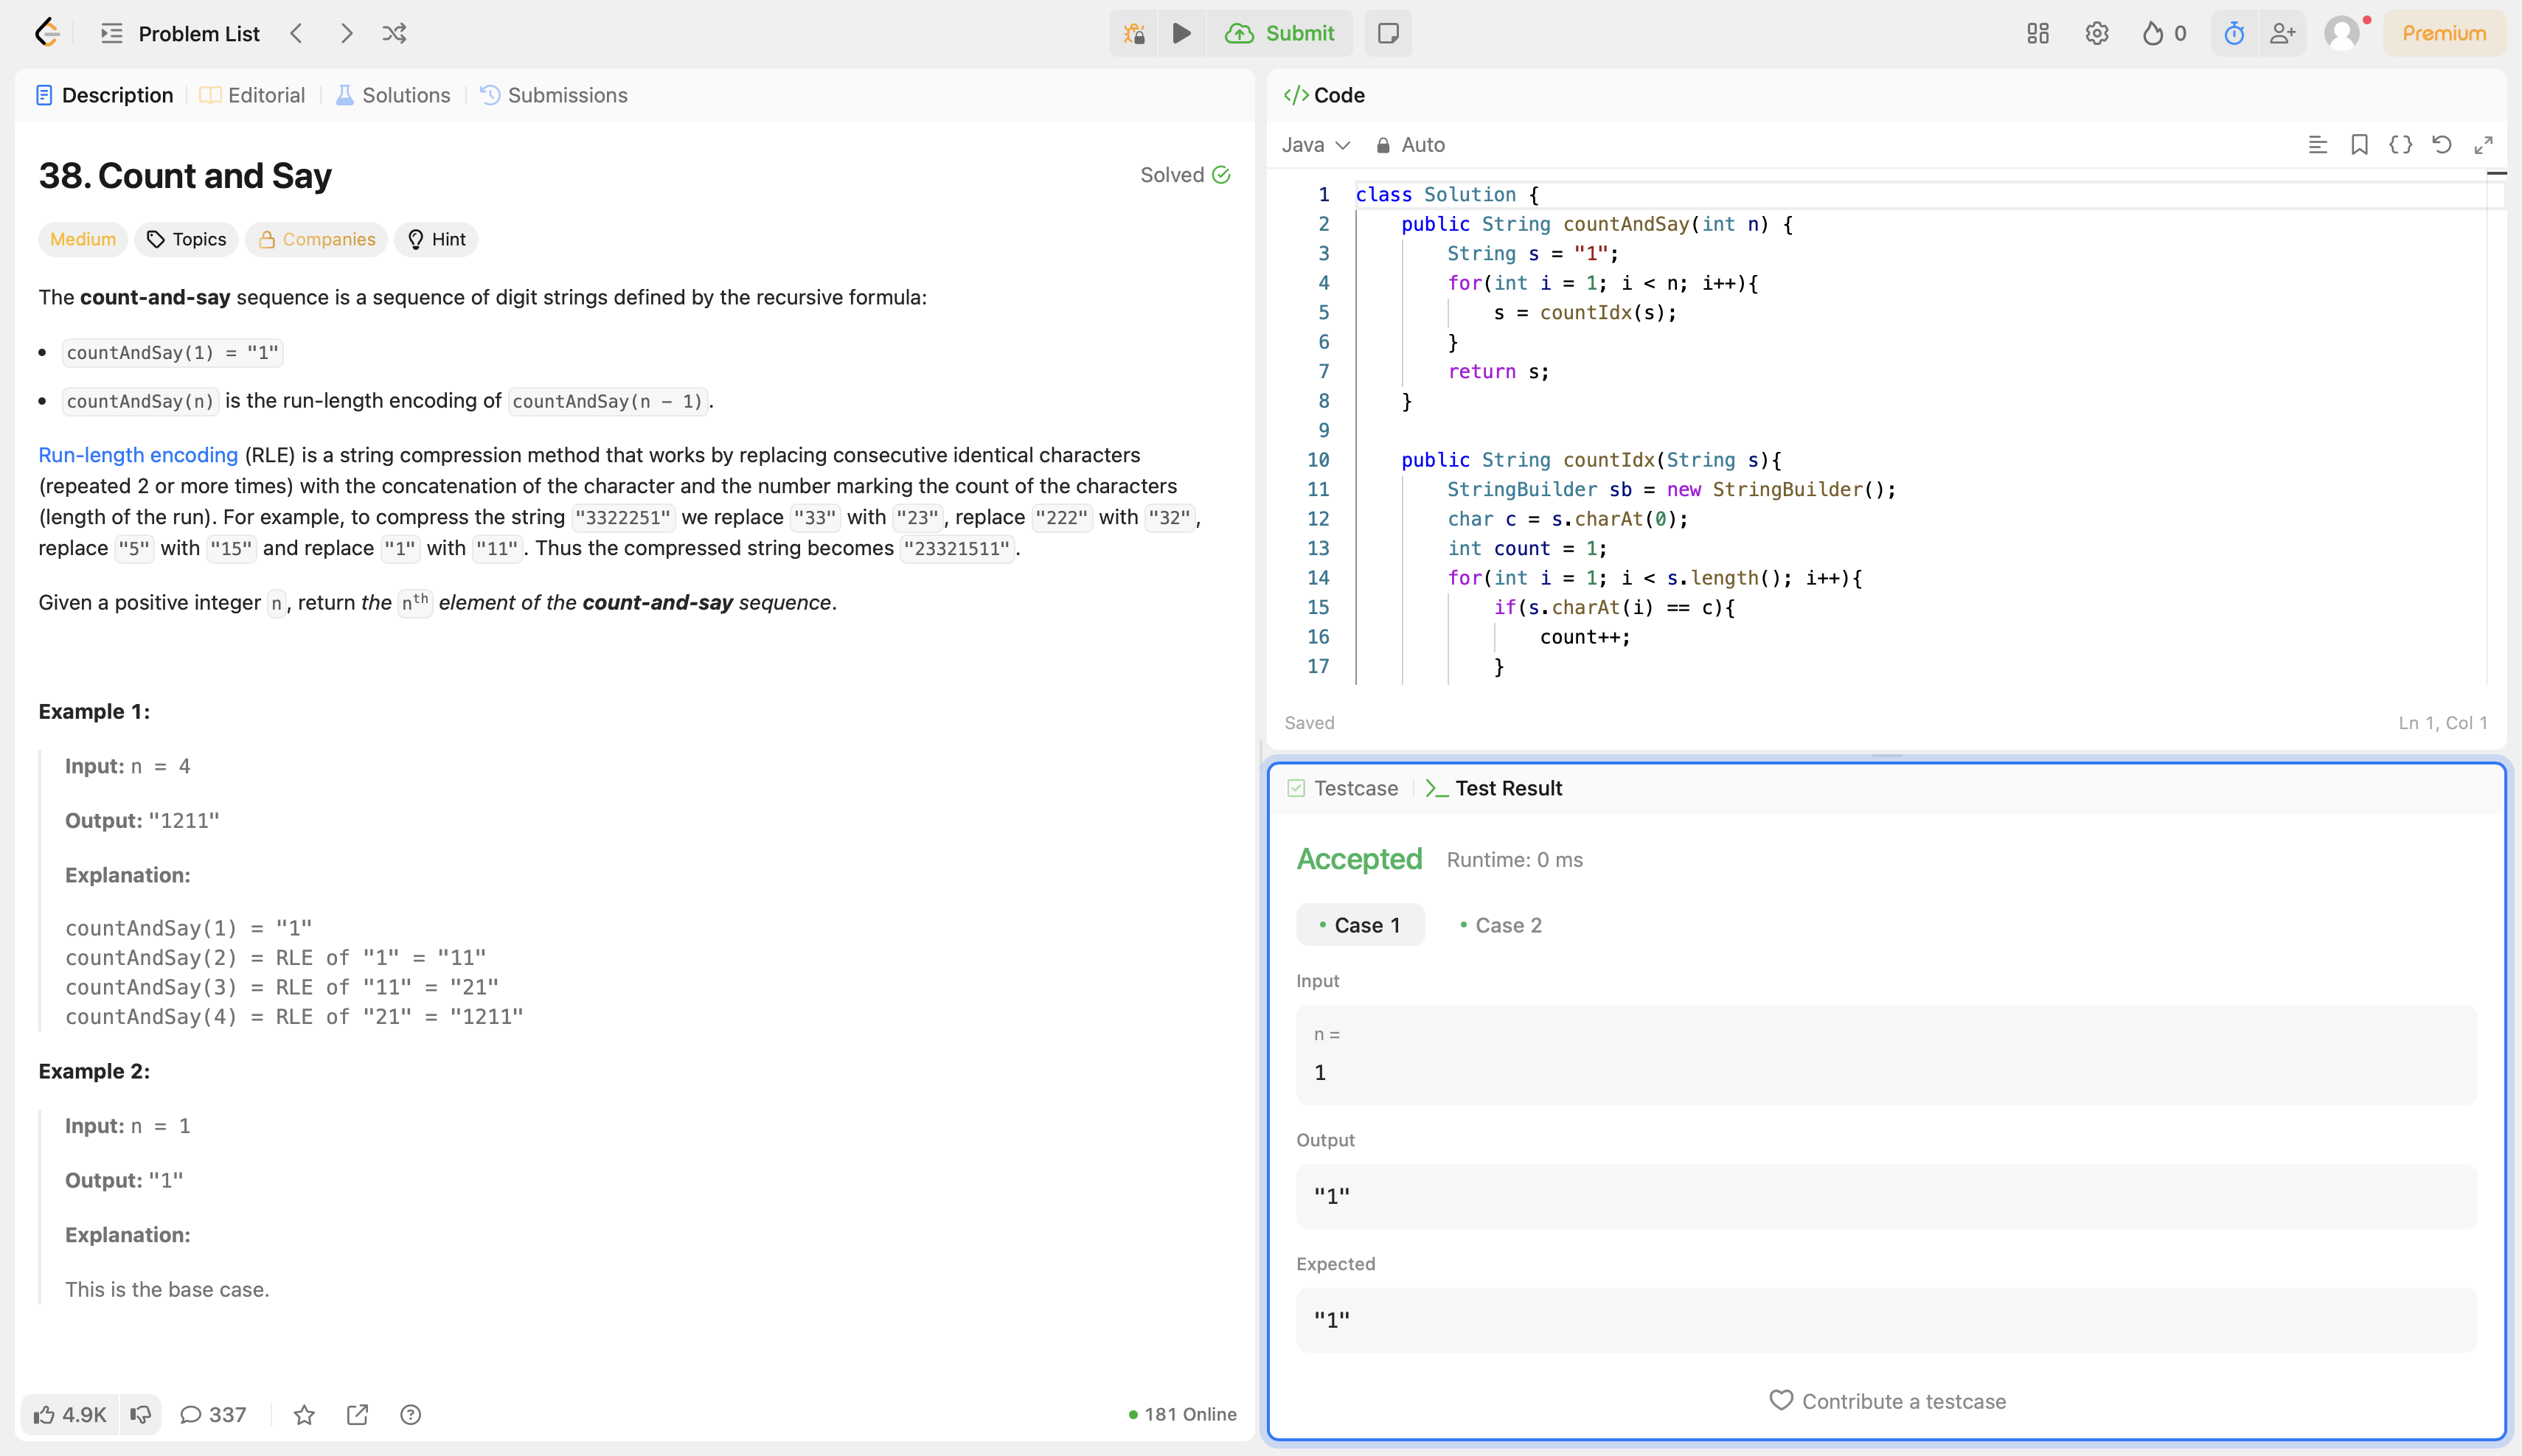 Problem List
Submit
0
Premium
Description
Editorial
Solutions
Submissions
38. Count and Say
Solved
Medium
Topics
Companies
Hint
The count-and-say sequence is a sequence of digit strings defined by the recursive formula:
• countAndSay(1) = "1"
• countAndSay(n) is the run-length encoding of countAndSay(n - 1).
Run-length encoding (RLE) is a string compression method that works by replacing consecutive identical characters
(repeated 2 or more times) with the concatenation of the character and the number marking the count of the characters
(length of the run). For example, to compress the string "3322251" we replace "33" with "23", replace "222" with "32",
replace "5" with "15" and replace "1" with "11". Thus the compressed string becomes "23321511".
Given a positive integer n, return the nth element of the count-and-say sequence.
Example 1:
Input: n = 4
Output: "1211"
Explanation:
countAndSay(1) = "1"
countAndSay(2) = RLE of "1" = "11"
countAndSay(3) = RLE of "11" = "21"
countAndSay(4) = RLE of "21" = "1211"
Example 2:
Input: n = 1
Output: "1"
Explanation:
This is the base case.
4.9K
337
181 Online
</> Code
Java
Auto
1 class Solution {
2 public String countAndSay(int n) {
3 String s = "1";
4 for(int i = 1; i < n; i++){
5 s = countIdx(s);
6 }
7 return s;
8 }
9
10 public String countIdx(String s){
11 StringBuilder sb = new StringBuilder();
12 char c = s.charAt(0);
13 int count = 1;
14 for(int i = 1; i < s.length(); i++){
15 if(s.charAt(i) == c){
16 count++;
17 }
Saved
Ln 1, Col 1
Testcase
Test Result
Accepted
Runtime: 0 ms
• Case 1
• Case 2
Input
n =
1
Output
"1"
Expected
"1"
Contribute a testcase